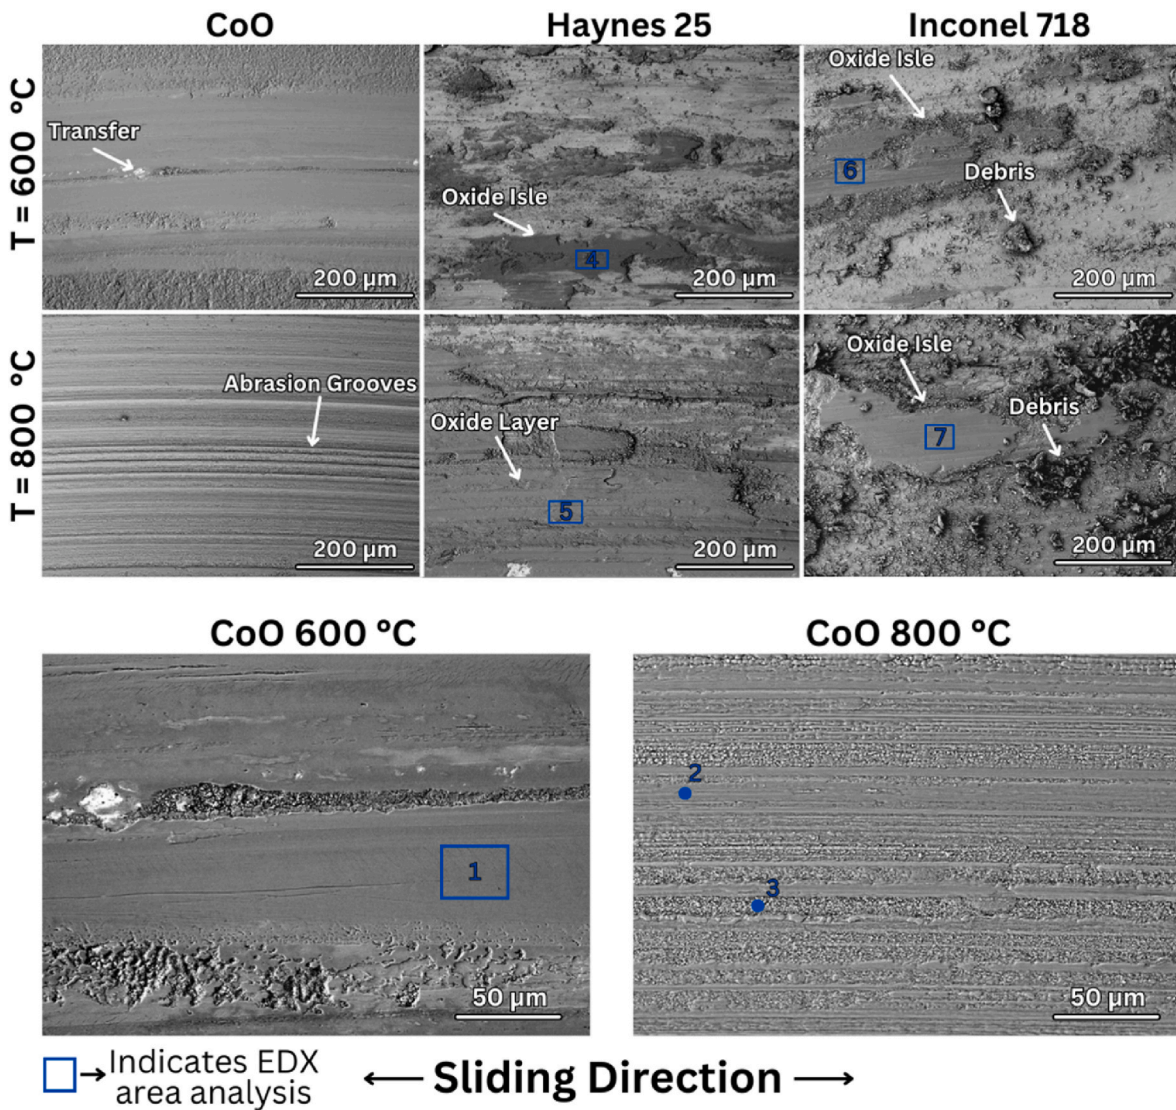 CoO
Haynes 25
Inconel 718
T = 600 °C
Transfer
200 µm
Oxide Isle
4
200 µm
Oxide Isle
6
Debris
200 µm
T = 800 °C
Abrasion Grooves
200 µm
Oxide Layer
5
200 µm
Oxide Isle
7
Debris
200 µm
CoO 600 °C
CoO 800 °C
1
50 µm
2
3
50 µm
Indicates EDX
area analysis
Sliding Direction